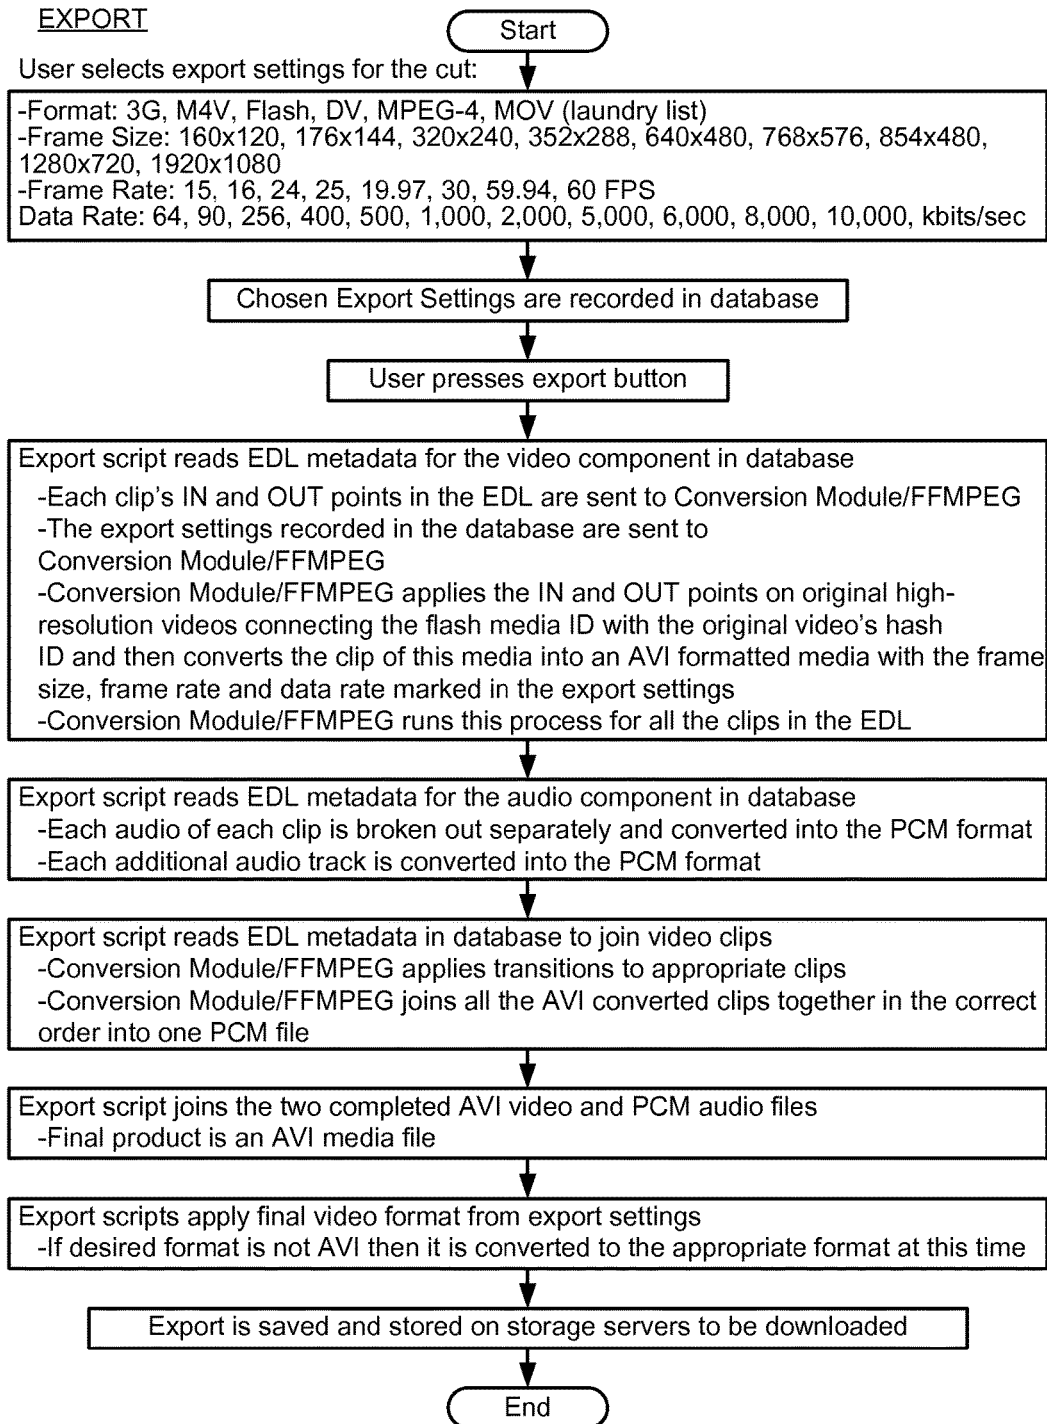 EXPORT
Start
User selects export settings for the cut:
-Format: 3G, M4V, Flash, DV, MPEG-4, MOV (laundry list)
-Frame Size: 160x120, 176x144, 320x240, 352x288, 640x480, 768x576, 854x480,
1280x720, 1920x1080
-Frame Rate: 15, 16, 24, 25, 19.97, 30, 59.94, 60 FPS
Data Rate: 64, 90, 256, 400, 500, 1,000, 2,000, 5,000, 6,000, 8,000, 10,000, kbits/sec
Chosen Export Settings are recorded in database
User presses export button
Export script reads EDL metadata for the video component in database
-Each clip's IN and OUT points in the EDL are sent to Conversion Module/FFMPEG
-The export settings recorded in the database are sent to
Conversion Module/FFMPEG
-Conversion Module/FFMPEG applies the IN and OUT points on original high-
resolution videos connecting the flash media ID with the original video's hash
ID and then converts the clip of this media into an AVI formatted media with the frame
size, frame rate and data rate marked in the export settings
-Conversion Module/FFMPEG runs this process for all the clips in the EDL
Export script reads EDL metadata for the audio component in database
-Each audio of each clip is broken out separately and converted into the PCM format
-Each additional audio track is converted into the PCM format
Export script reads EDL metadata in database to join video clips
-Conversion Module/FFMPEG applies transitions to appropriate clips
-Conversion Module/FFMPEG joins all the AVI converted clips together in the correct
order into one PCM file
Export script joins the two completed AVI video and PCM audio files
-Final product is an AVI media file
Export scripts apply final video format from export settings
-If desired format is not AVI then it is converted to the appropriate format at this time
Export is saved and stored on storage servers to be downloaded
End